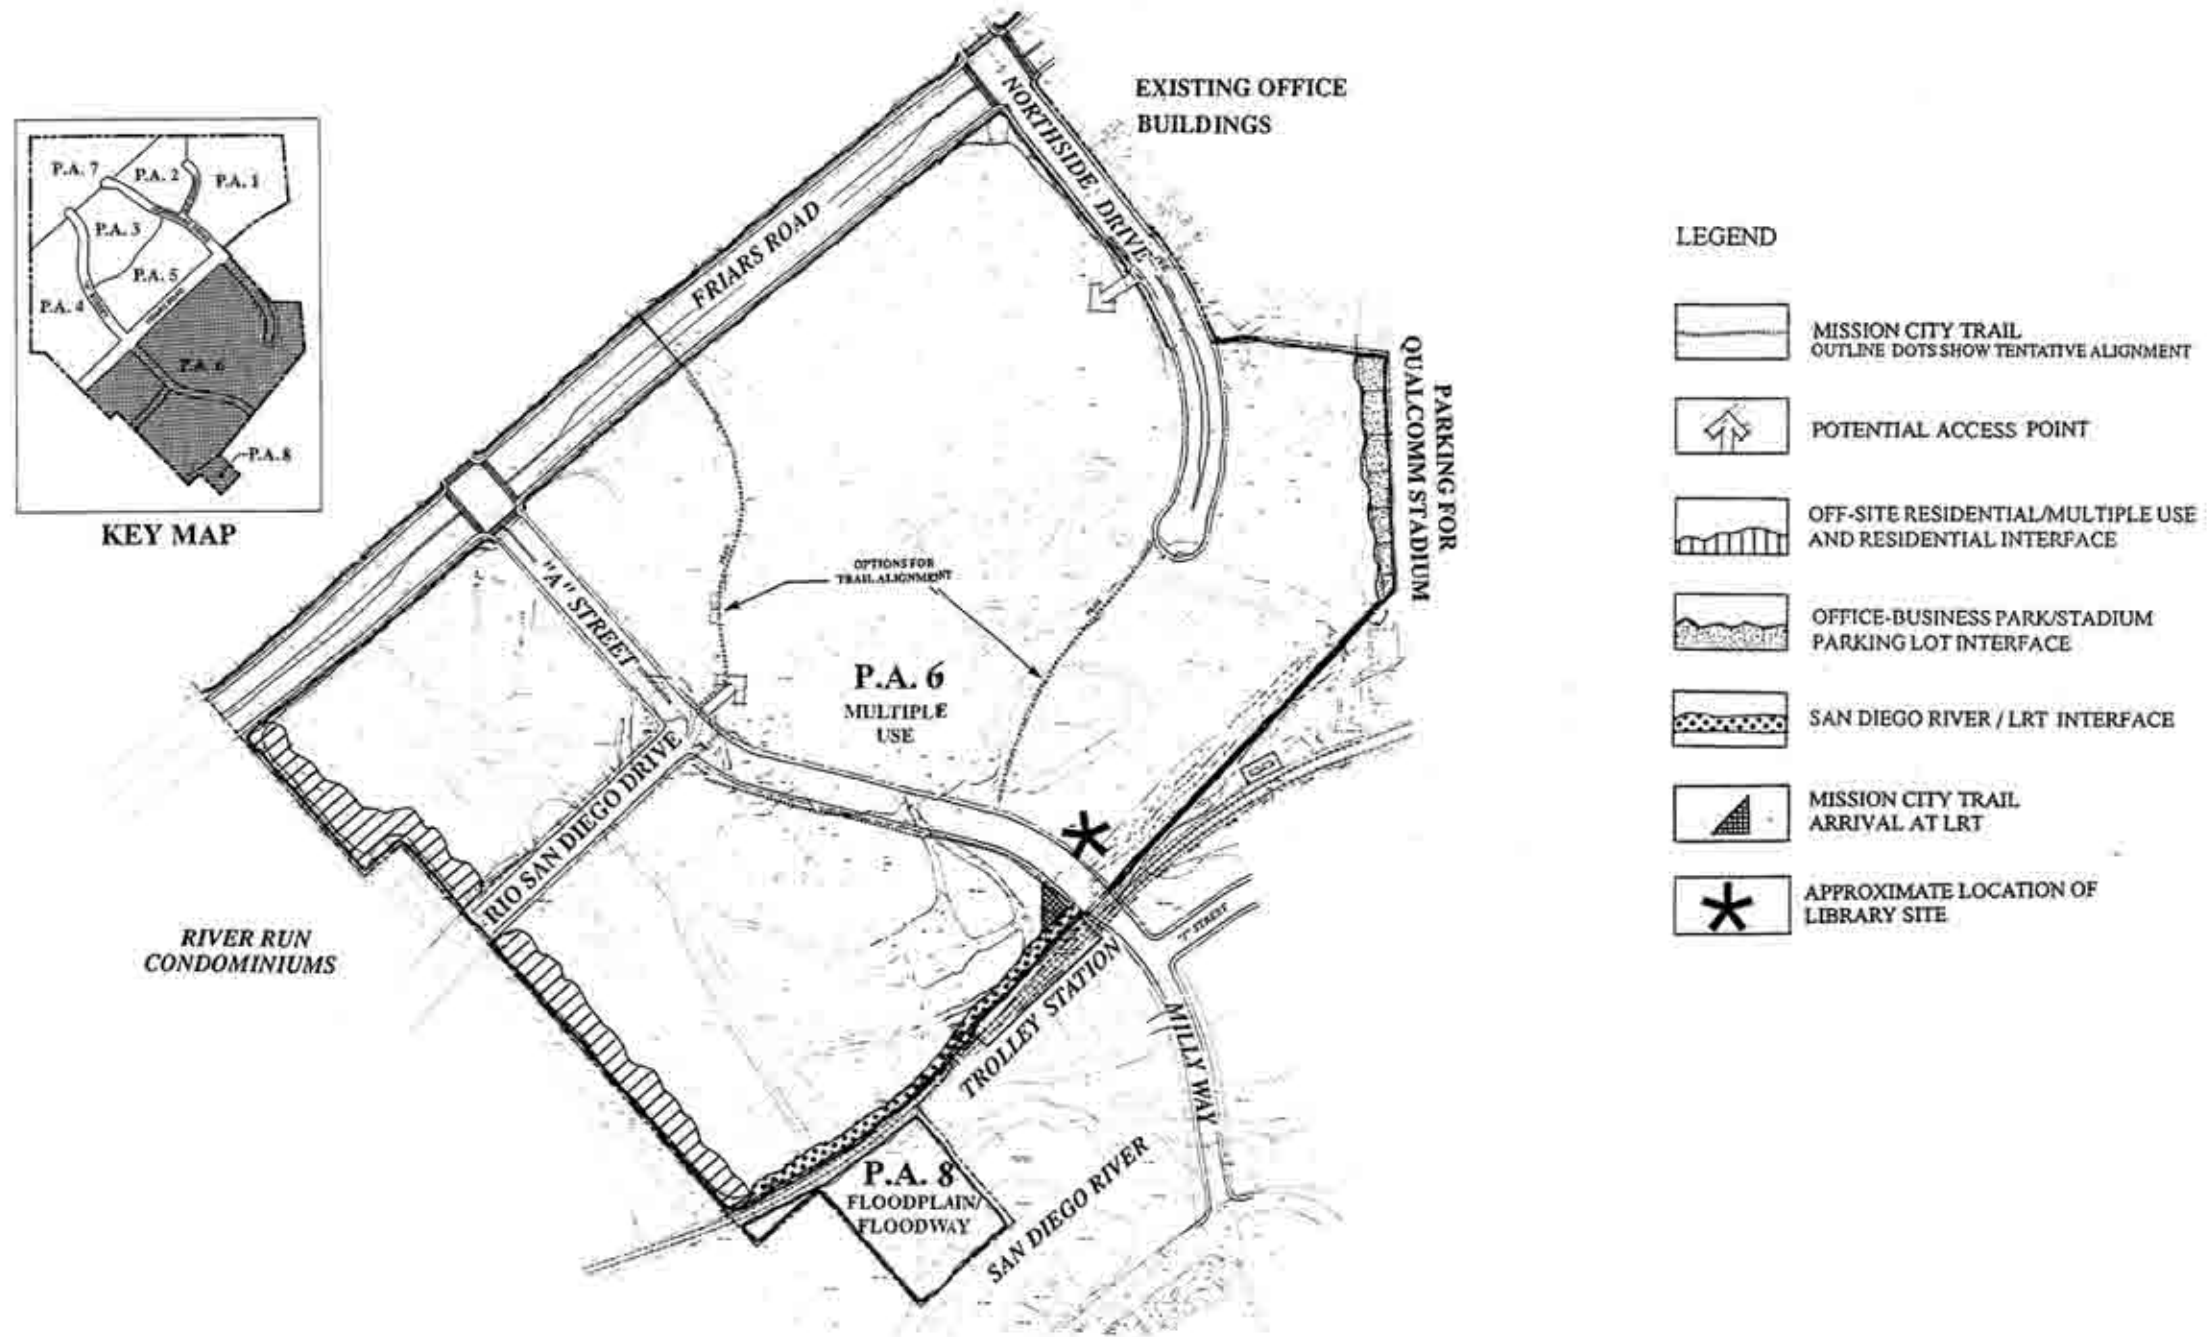 EXISTING OFFICE
BUILDINGS
NORTHSIDE DRIVE
FRIARS ROAD
P.A. 7
P.A. 2
P.A. 1
P.A. 3
P.A. 5
P.A. 4
P.A. 6
P.A. 8
KEY MAP
PARKING FOR
QUALCOMM STADIUM
OPTIONS FOR
TRAIL ALIGNMENT
"A" STREET
P.A. 6
MULTIPLE
USE
RIO SAN DIEGO DRIVE
RIVER RUN
CONDOMINIUMS
STREET
TROLLEY STATION
MILLY WAY
P.A. 8
FLOODPLAIN/
FLOODWAY
SAN DIEGO RIVER
LEGEND
MISSION CITY TRAIL
OUTLINE DOTS SHOW TENTATIVE ALIGNMENT
POTENTIAL ACCESS POINT
OFF-SITE RESIDENTIAL/MULTIPLE USE
AND RESIDENTIAL INTERFACE
OFFICE-BUSINESS PARK/STADIUM
PARKING LOT INTERFACE
SAN DIEGO RIVER / LRT INTERFACE
MISSION CITY TRAIL
ARRIVAL AT LRT
APPROXIMATE LOCATION OF
LIBRARY SITE